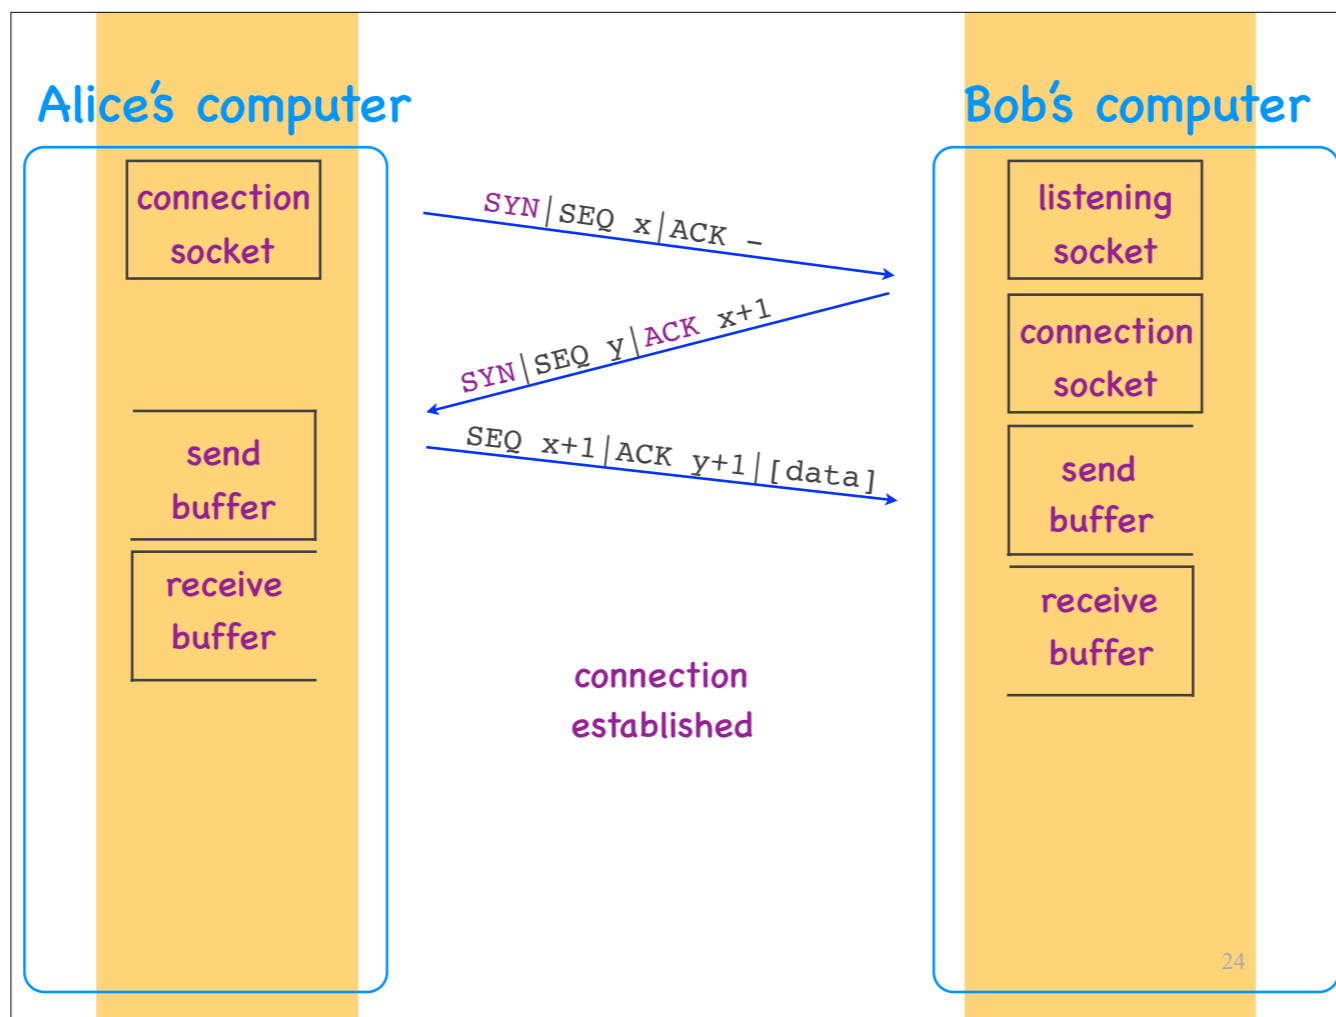 Alice's computer
connection
socket
send
buffer
receive
buffer
SYN|SEQ x|ACK -
SYN|SEQ y|ACK x+1
SEQ x+1|ACK y+1|[data]
connection
established
Bob's computer
listening
socket
connection
socket
send
buffer
receive
buffer
24